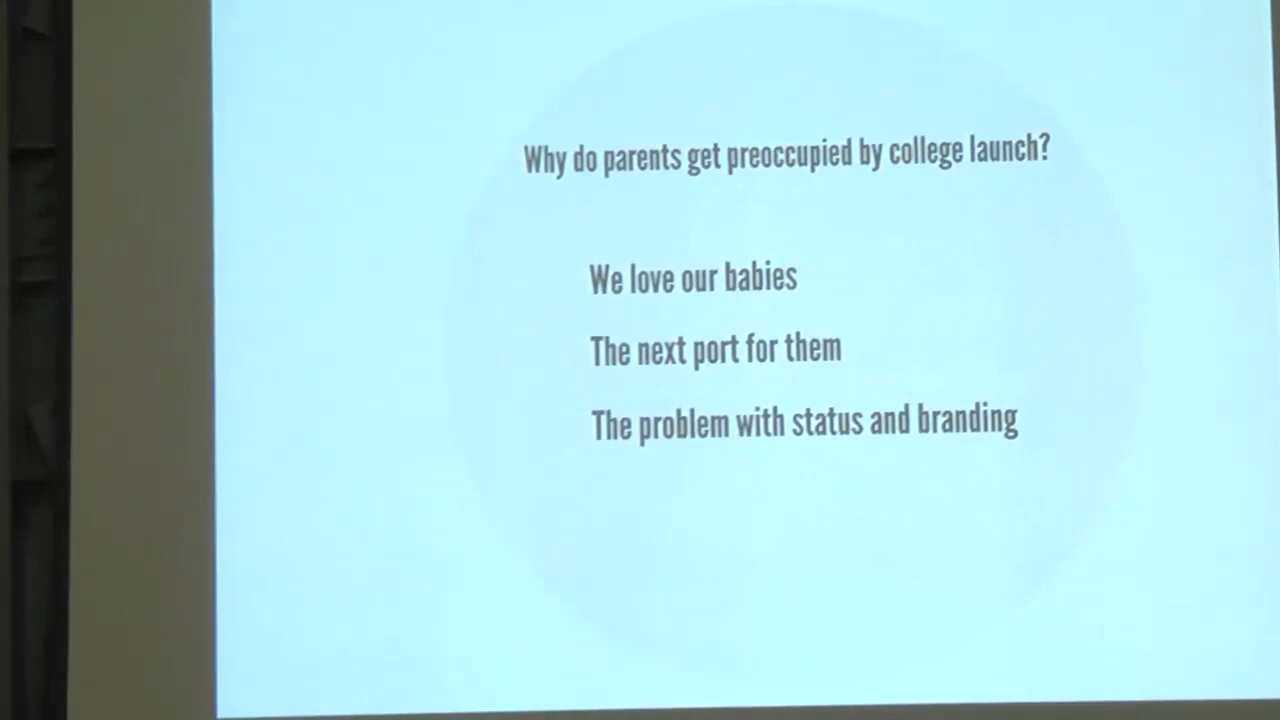 Why do parents get preoccupied by college launch?
We love our babies
The next port for them
The problem with status and branding